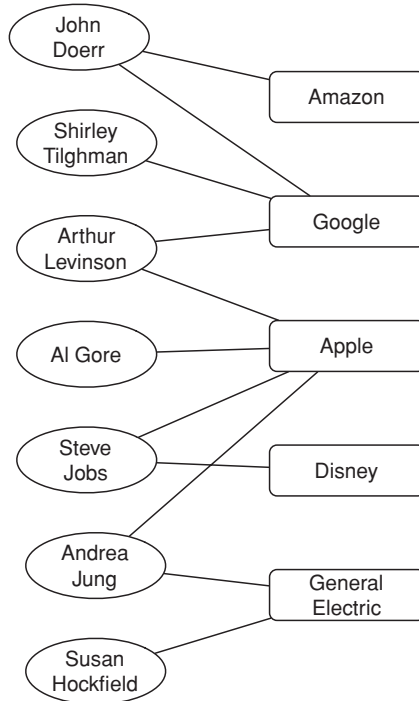 John
Doerr
Amazon
Shirley
Tilghman
Google
Arthur
Levinson
Apple
Al Gore
Steve
Jobs
Disney
Andrea
Jung
General
Electric
Susan
Hockfield